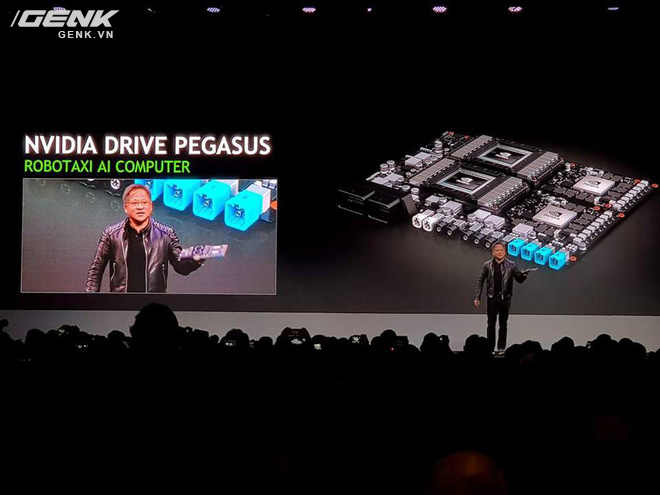 GENK
GENK.VN
NVIDIA DRIVE PEGASUS
ROBOTAXI AI COMPUTER